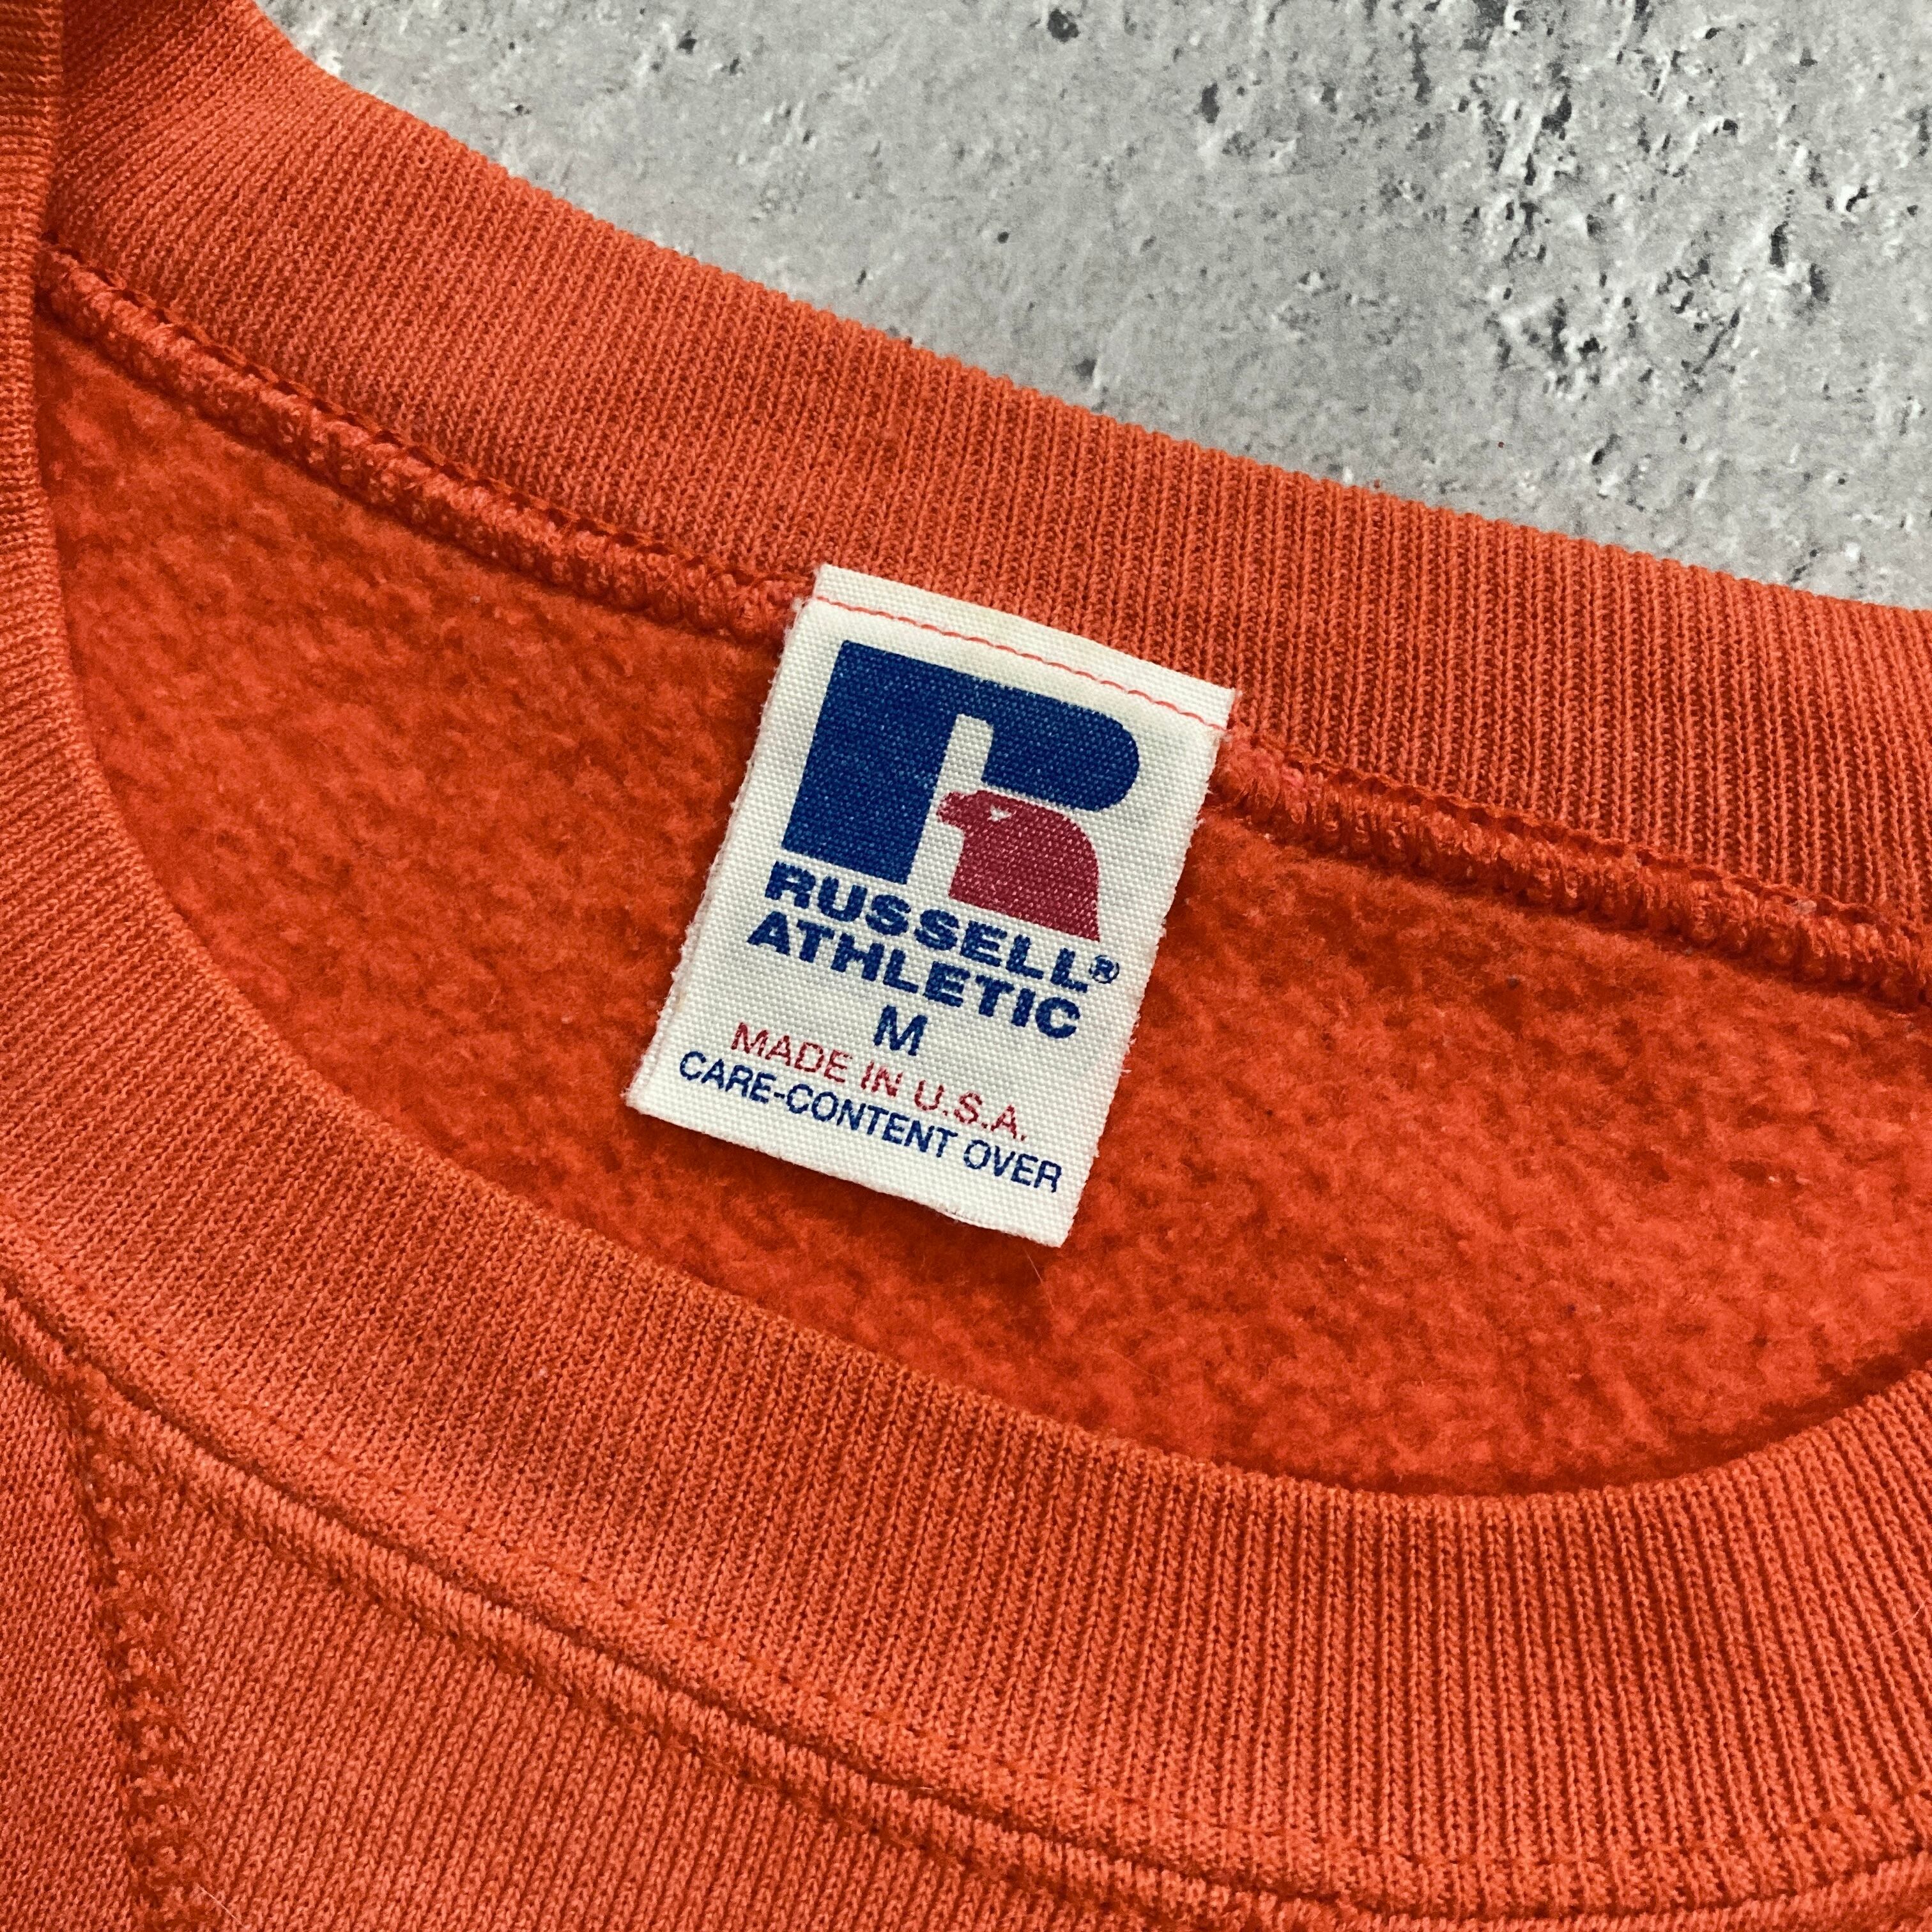 RUSSELL®
ATHLETIC
M
MADE IN U.S.A.
CARE-CONTENT OVER